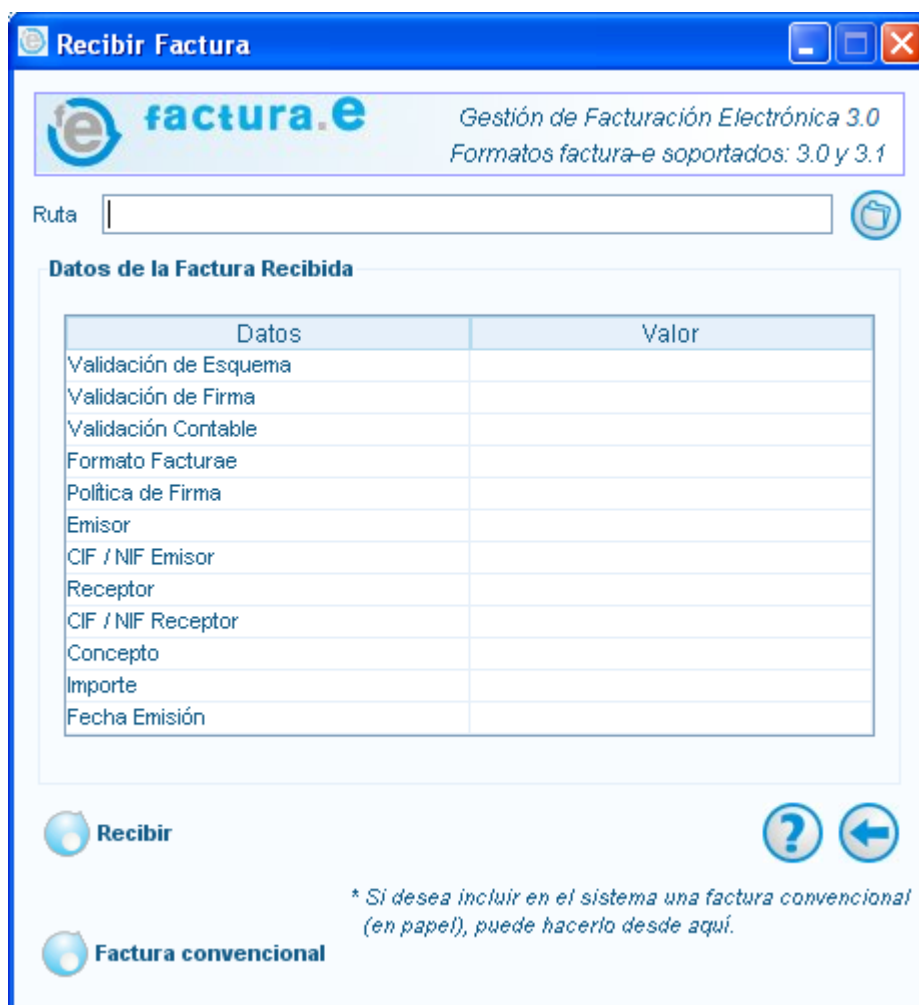 Recibir Factura
factura.e
Gestión de Facturación Electrónica 3.0
Formatos factura-e soportados: 3.0 y 3.1
Ruta
Datos de la Factura Recibida
Datos Valor
Validación de Esquema
Validación de Firma
Validación Contable
Formato Facturae
Política de Firma
Emisor
CIF / NIF Emisor
Receptor
CIF / NIF Receptor
Concepto
Importe
Fecha Emisión
Recibir
?
* Si desea incluir en el sistema una factura convencional
(en papel), puede hacerlo desde aquí.
Factura convencional